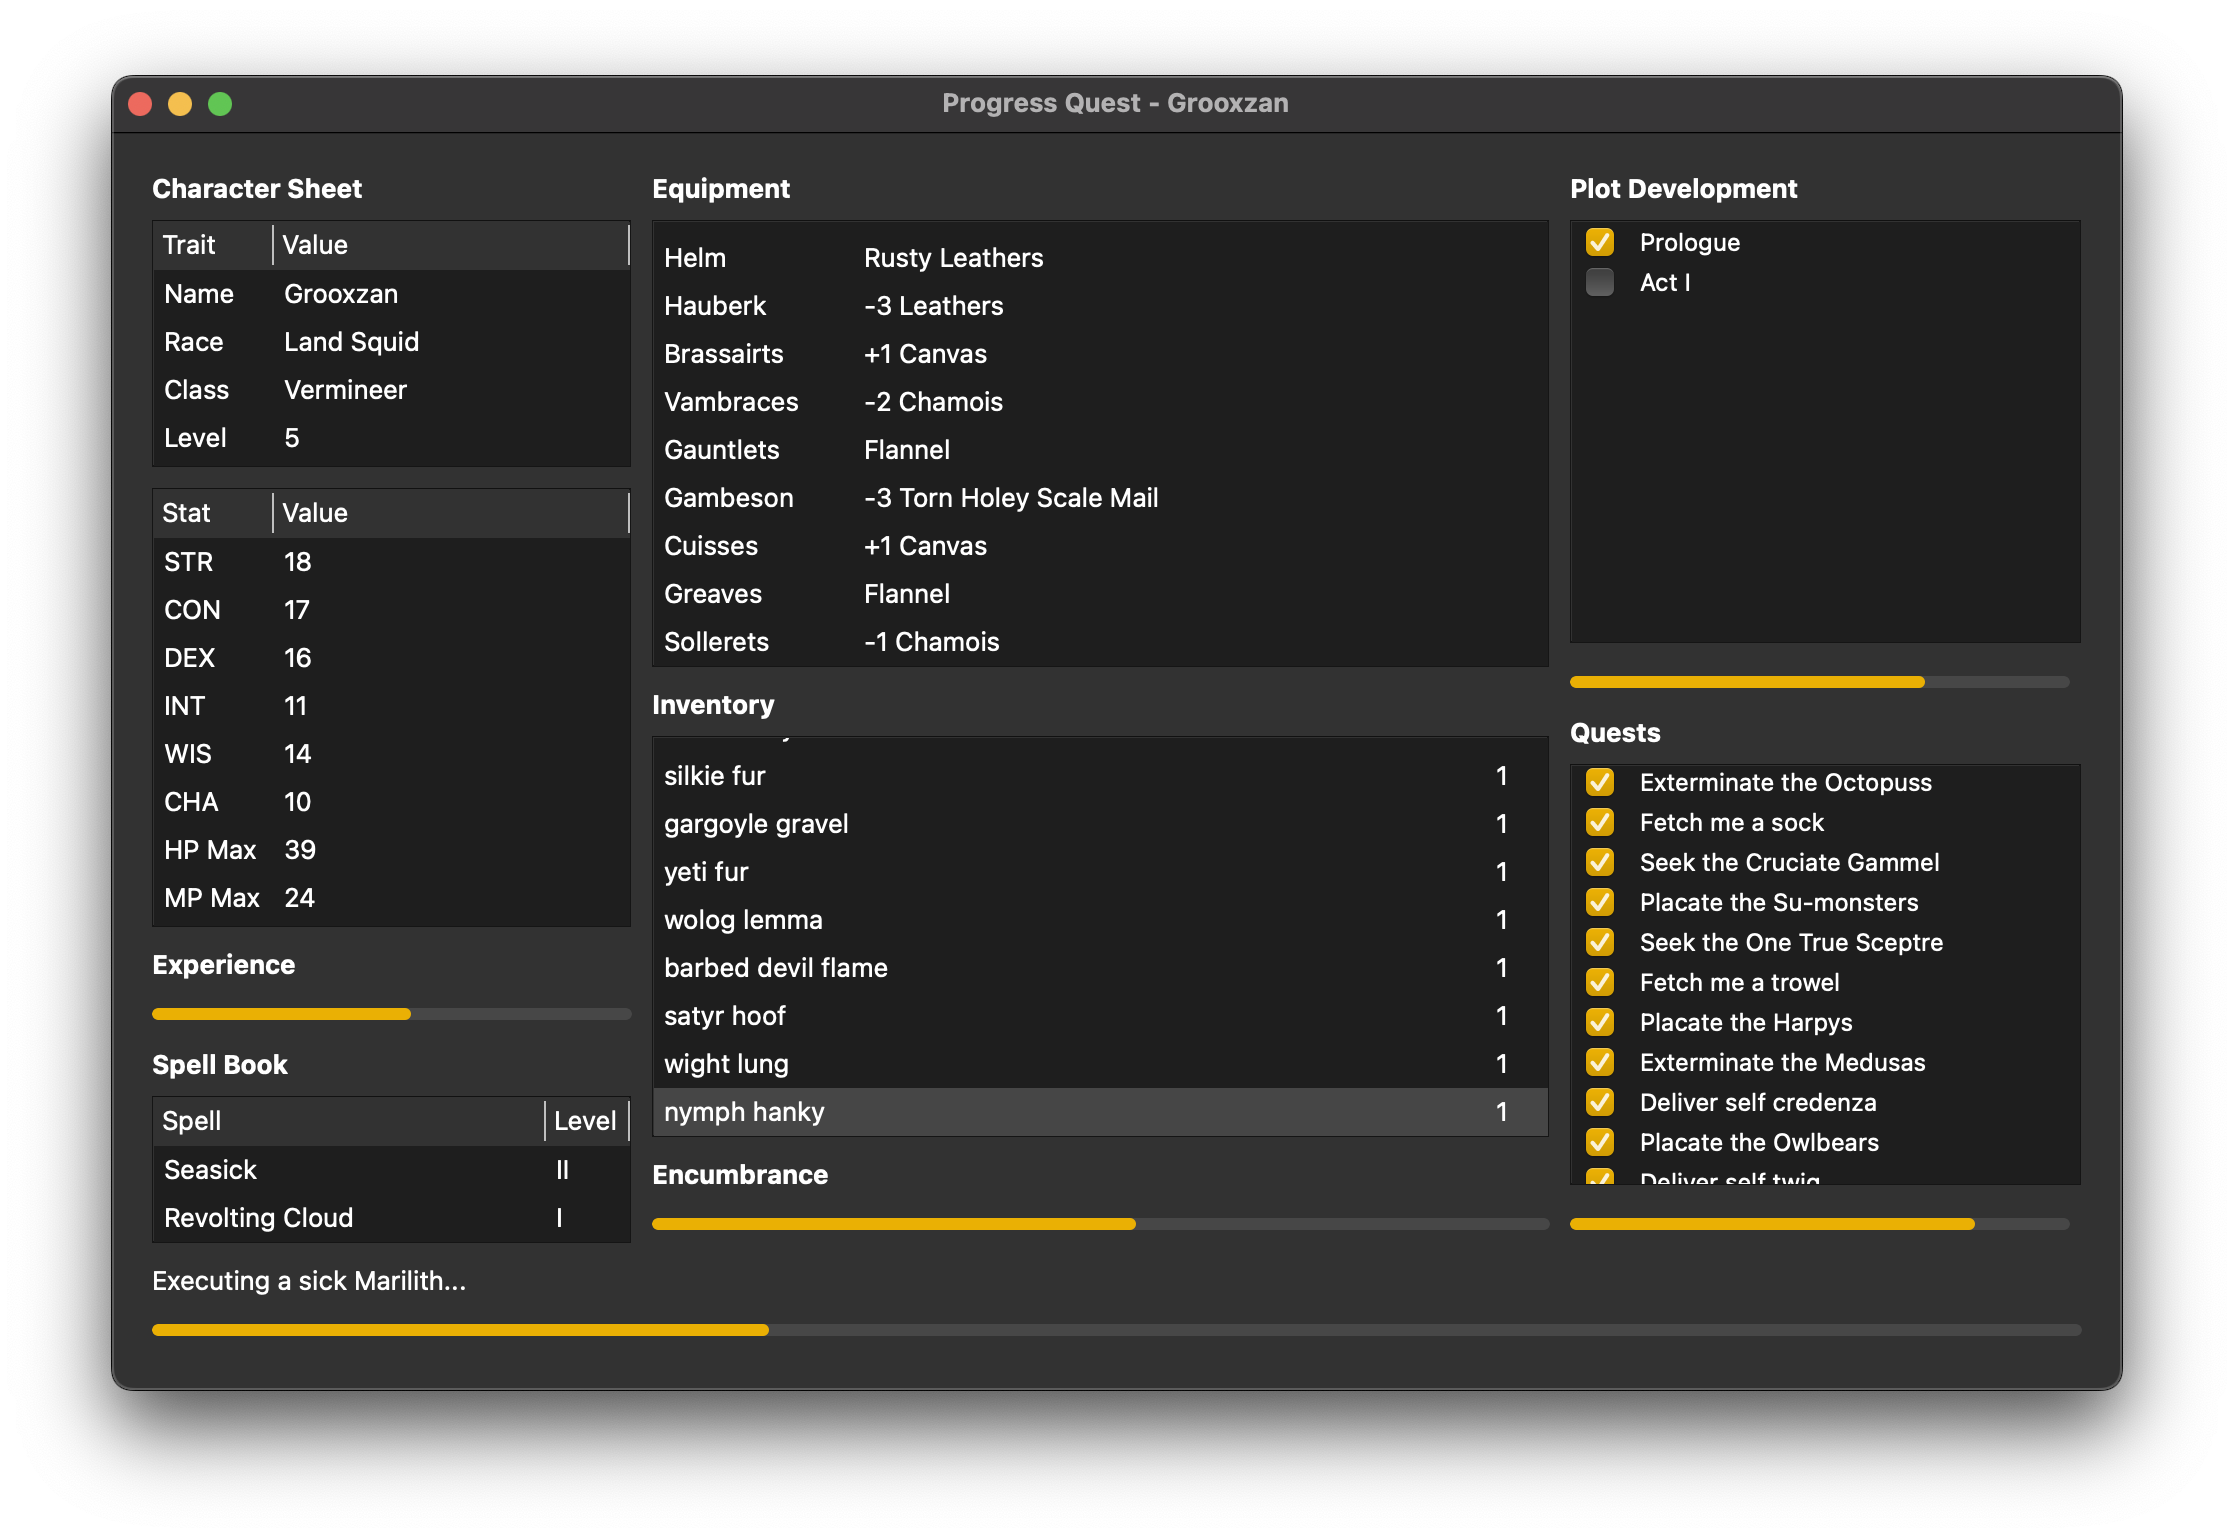 Progress Quest - Grooxzan
Character Sheet
Trait Value
Name Grooxzan
Race Land Squid
Class Vermineer
Level 5
Stat Value
STR 18
CON 17
DEX 16
INT 11
WIS 14
CHA 10
HP Max 39
MP Max 24
Experience
Spell Book
Spell Level
Seasick II
Revolting Cloud I
Equipment
Helm Rusty Leathers
Hauberk -3 Leathers
Brassairts +1 Canvas
Vambraces -2 Chamois
Gauntlets Flannel
Gambeson -3 Torn Holey Scale Mail
Cuisses +1 Canvas
Greaves Flannel
Sollerets -1 Chamois
Inventory
silkie fur 1
gargoyle gravel 1
yeti fur 1
wolog lemma 1
barbed devil flame 1
satyr hoof 1
wight lung 1
nymph hanky 1
Encumbrance
Plot Development
Prologue
Act I
Quests
Exterminate the Octopuss
Fetch me a sock
Seek the Cruciate Gammel
Placate the Su-monsters
Seek the One True Sceptre
Fetch me a trowel
Placate the Harpys
Exterminate the Medusas
Deliver self credenza
Placate the Owlbears
Deliver self twig
Executing a sick Marilith...